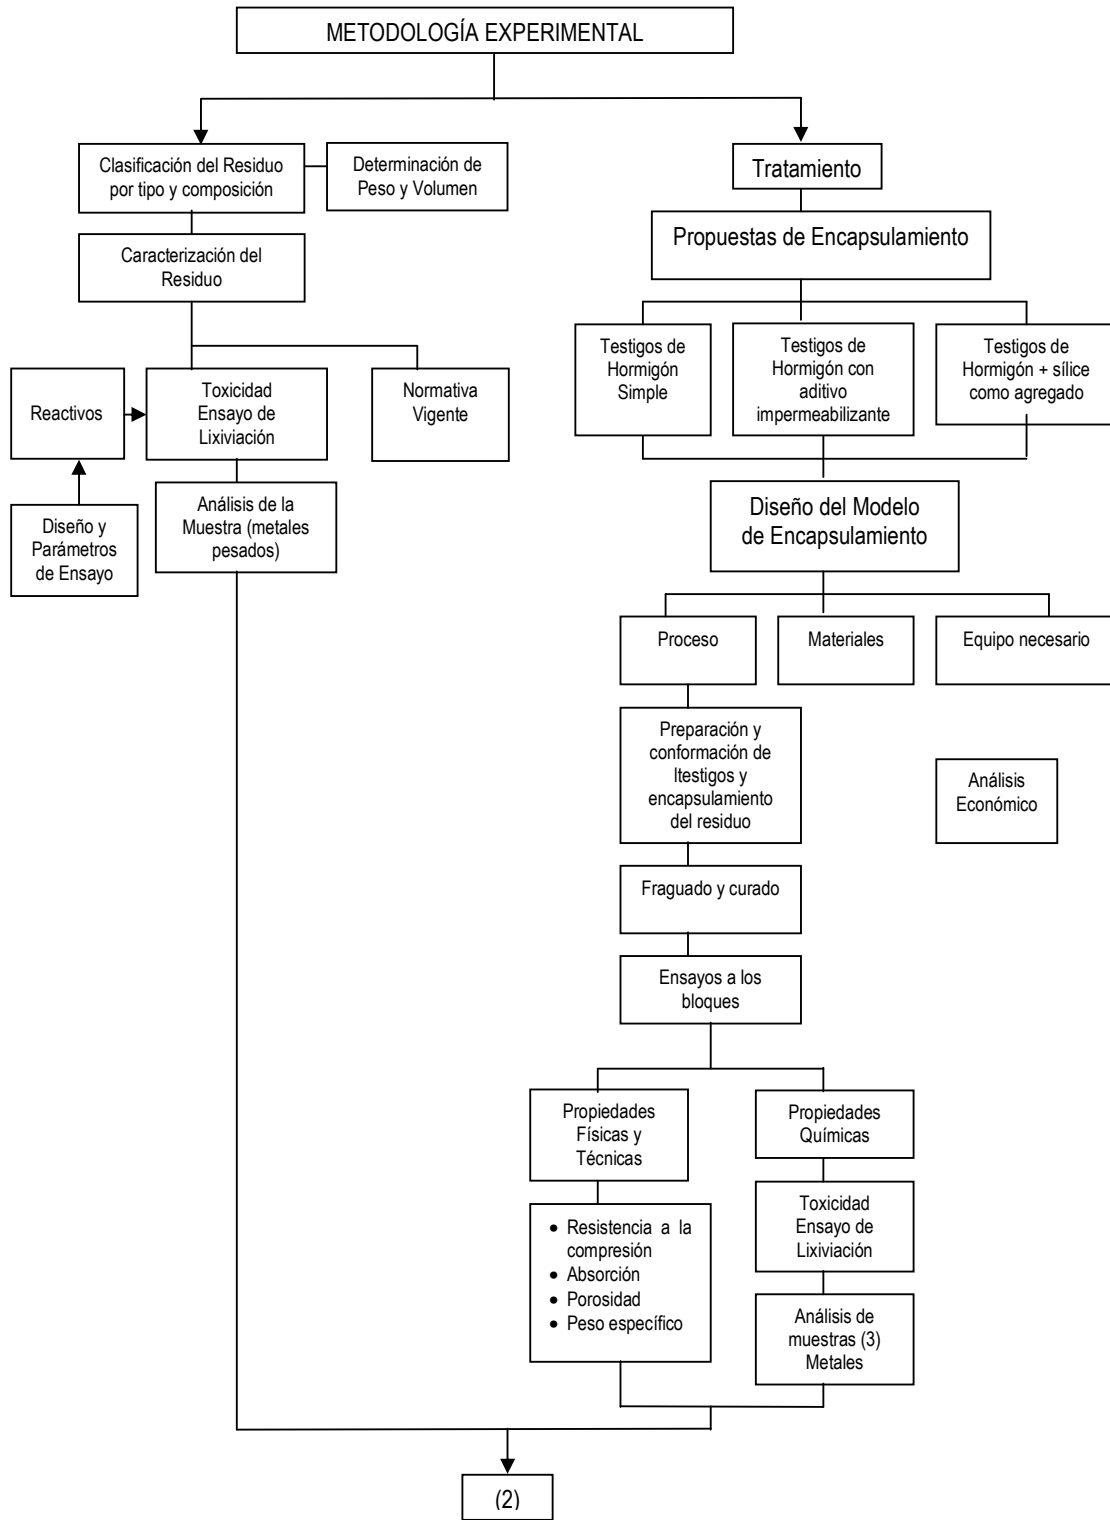 METODOLOGÍA EXPERIMENTAL
Clasificación del Residuo
por tipo y composición
Determinación de
Peso y Volumen
Caracterización del
Residuo
Reactivos
Toxicidad
Ensayo de
Lixiviación
Normativa
Vigente
Diseño y
Parámetros
de Ensayo
Análisis de la
Muestra (metales
pesados)
Tratamiento
Propuestas de Encapsulamiento
Testigos de
Hormigón
Simple
Testigos de
Hormigón con
aditivo
impermeabilizante
Testigos de
Hormigón + sílice
como agregado
Diseño del Modelo
de Encapsulamiento
Proceso
Materiales
Equipo necesario
Preparación y
conformación de
ltestigos y
encapsulamiento
del residuo
Análisis
Económico
Fraguado y curado
Ensayos a los
bloques
Propiedades
Físicas y
Técnicas
Propiedades
Químicas
• Resistencia a la
compresión
• Absorción
• Porosidad
• Peso específico
Toxicidad
Ensayo de
Lixiviación
Análisis de
muestras (3)
Metales
(2)